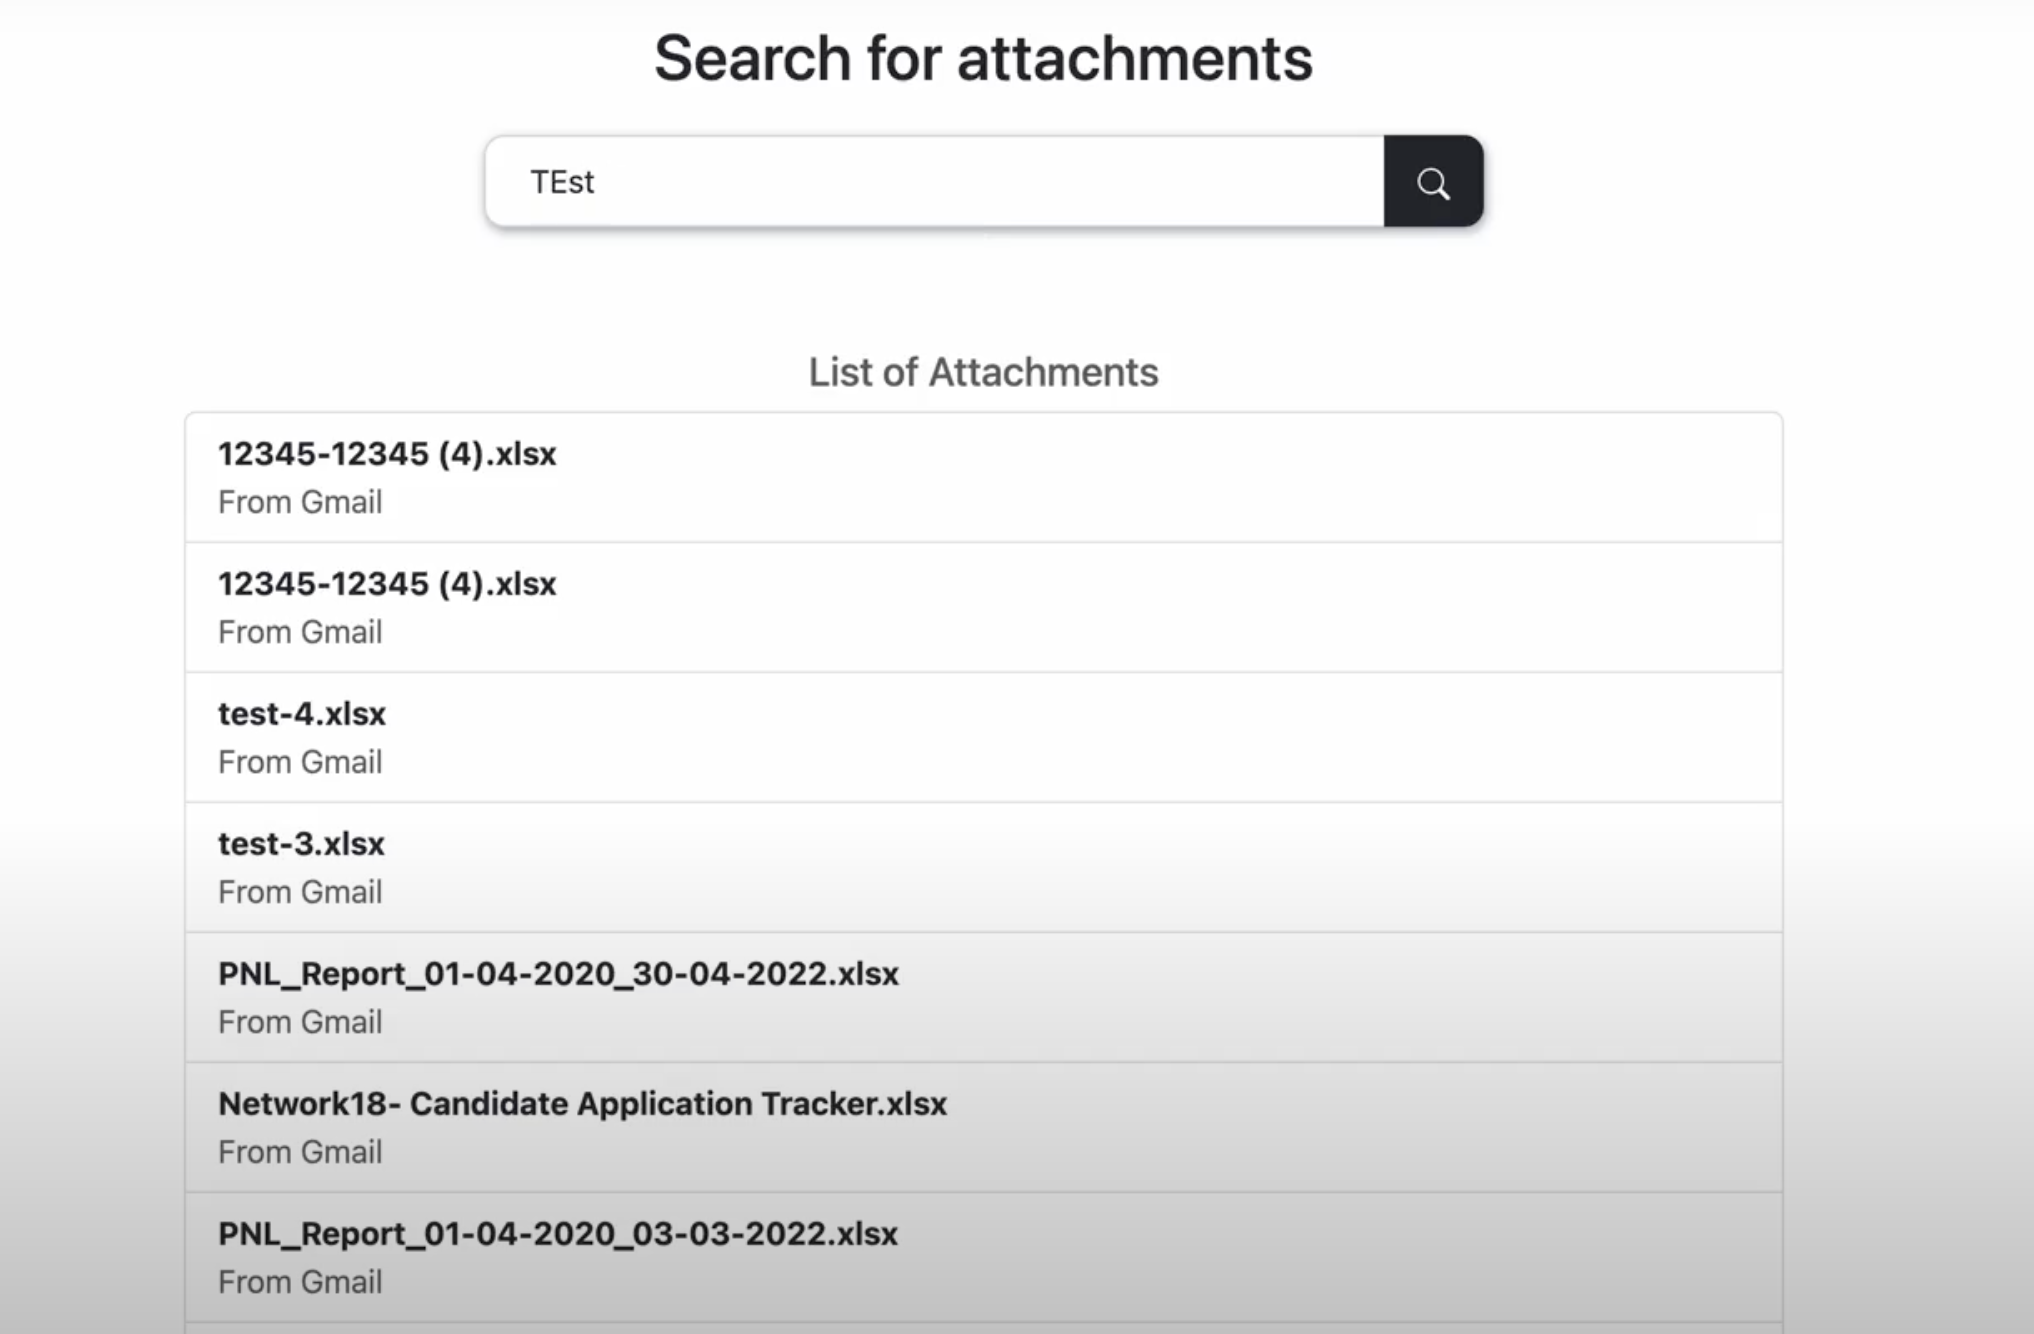 Search for attachments
TEst
List of Attachments
12345-12345 (4).xlsx
From Gmail
12345-12345 (4).xlsx
From Gmail
test-4.xlsx
From Gmail
test-3.xlsx
From Gmail
PNL_Report_01-04-2020_30-04-2022.xlsx
From Gmail
Network18- Candidate Application Tracker.xlsx
From Gmail
PNL_Report_01-04-2020_03-03-2022.xlsx
From Gmail